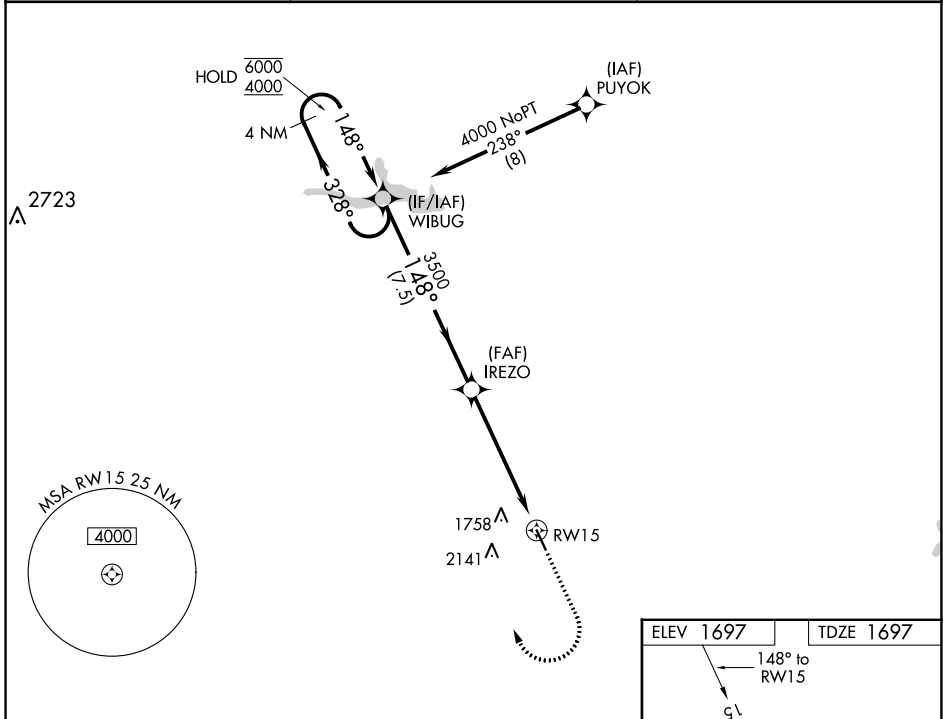 HOLD 6000
4000
4 NM
148°
328°
(IAF)
PUYOK
4000 NoPT
238°
(8)
2723
(IF/IAF)
WIBUG
3500
148°
(7.5)
(FAF)
IREZO
MSA RW15 25 NM
4000
1758
RW15
2141
ELEV 1697
TDZE 1697
148° to
RW15
15